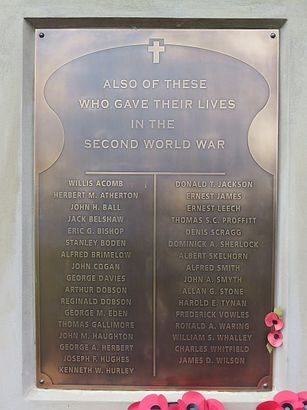 ALSO OF THESE
WHO GAVE THEIR LIVES
IN THE
SECOND WORLD WAR
WILLIS ACOMB
HERBERT M. ATHERTON
JOHN H. BALL
JACK BELSHAW
ERIC G. BISHOP
STANLEY BODEN
ALFRED BRIMELOW
JOHN COGAN
GEORGE DAVIES
ARTHUR DOBSON
REGINALD DOBSON
GEORGE M. EDEN
THOMAS GALLIMORE
JOHN M. HAUGHTON
GEORGE A. HERBERT
JOSEPH F. HUGHES
KENNETH W. HURLEY
DONALD T. JACKSON
ERNEST JAMES
ERNEST LEECH
THOMAS S.C. PROFFITT
DENIS SCRAGG
DOMINICK A. SHERLOCK
ALBERT SKELHORN
ALFRED SMITH
JOHN A. SMYTH
ALLAN G. STONE
HAROLD E. TYNAN
FREDERICK VOWLES
RONALD A. WARING
WILLIAM S. WHALLEY
CHARLES WHITFIELD
JAMES D. WILSON